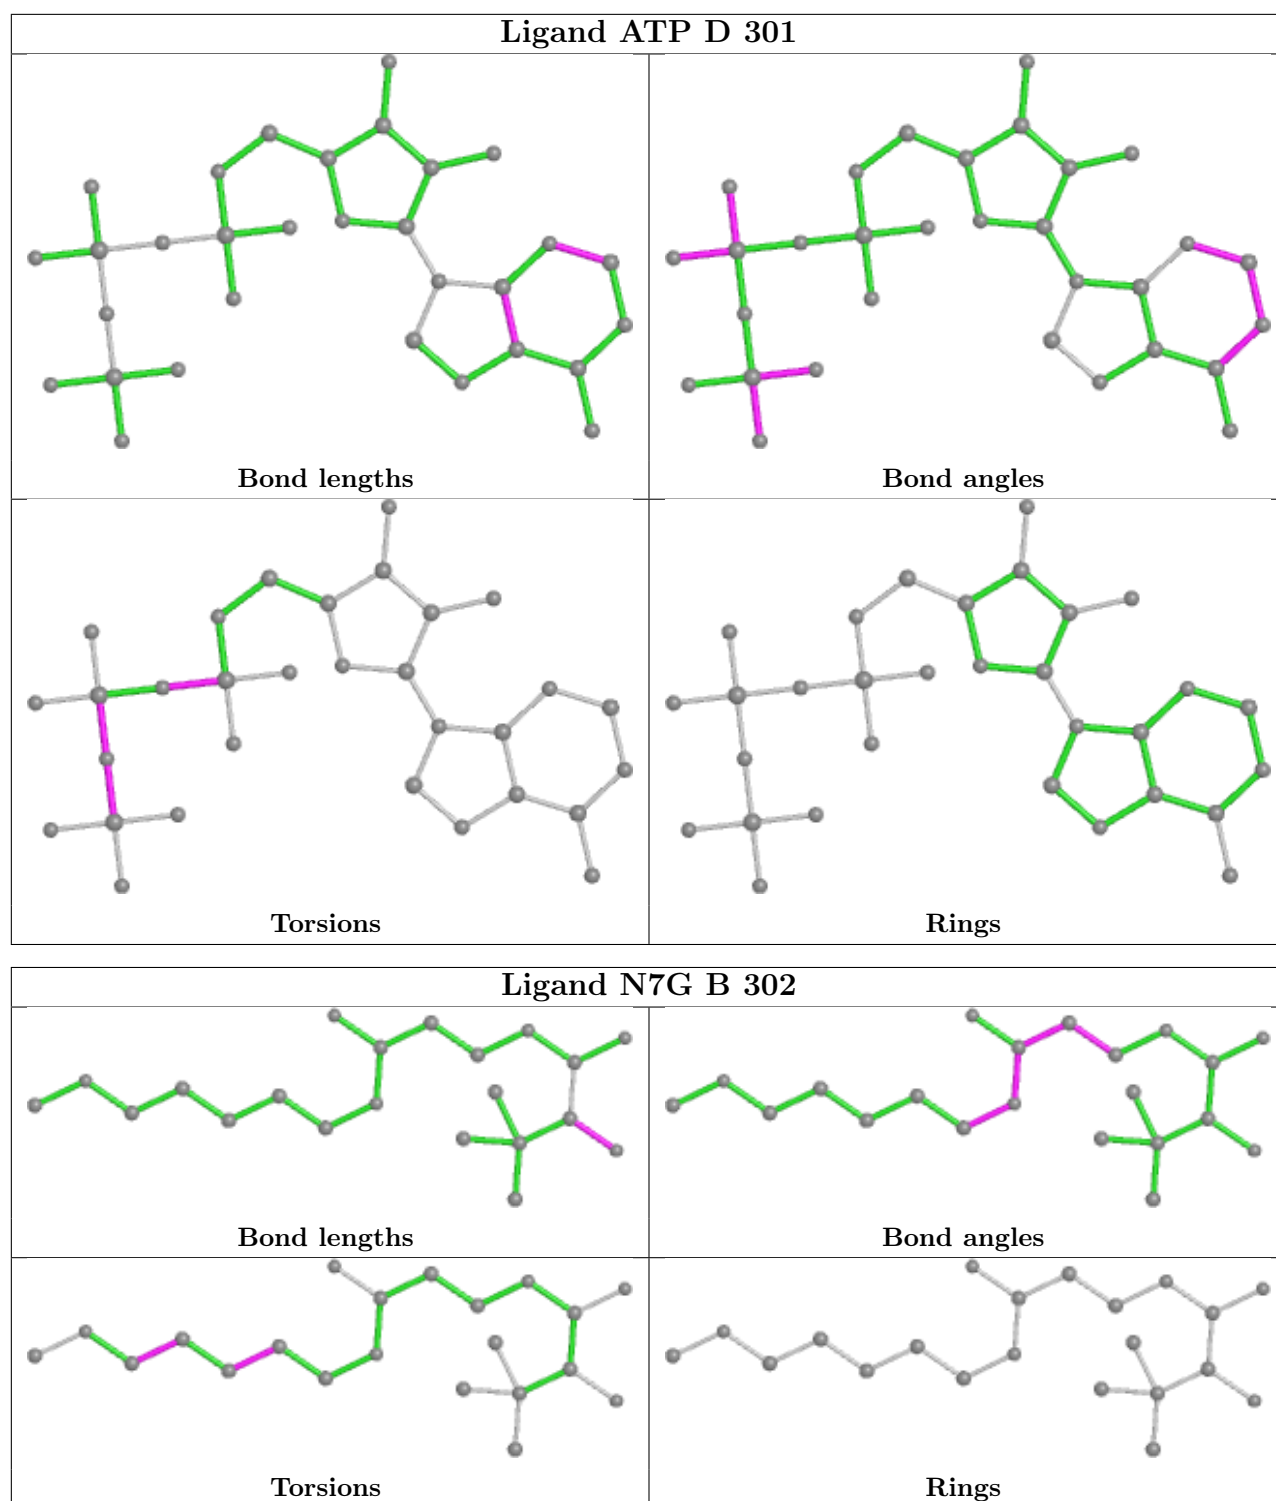 Ligand ATP D 301
Bond lengths
Bond angles
Torsions
Rings
Ligand N7G B 302
Bond lengths
Bond angles
Torsions
Rings